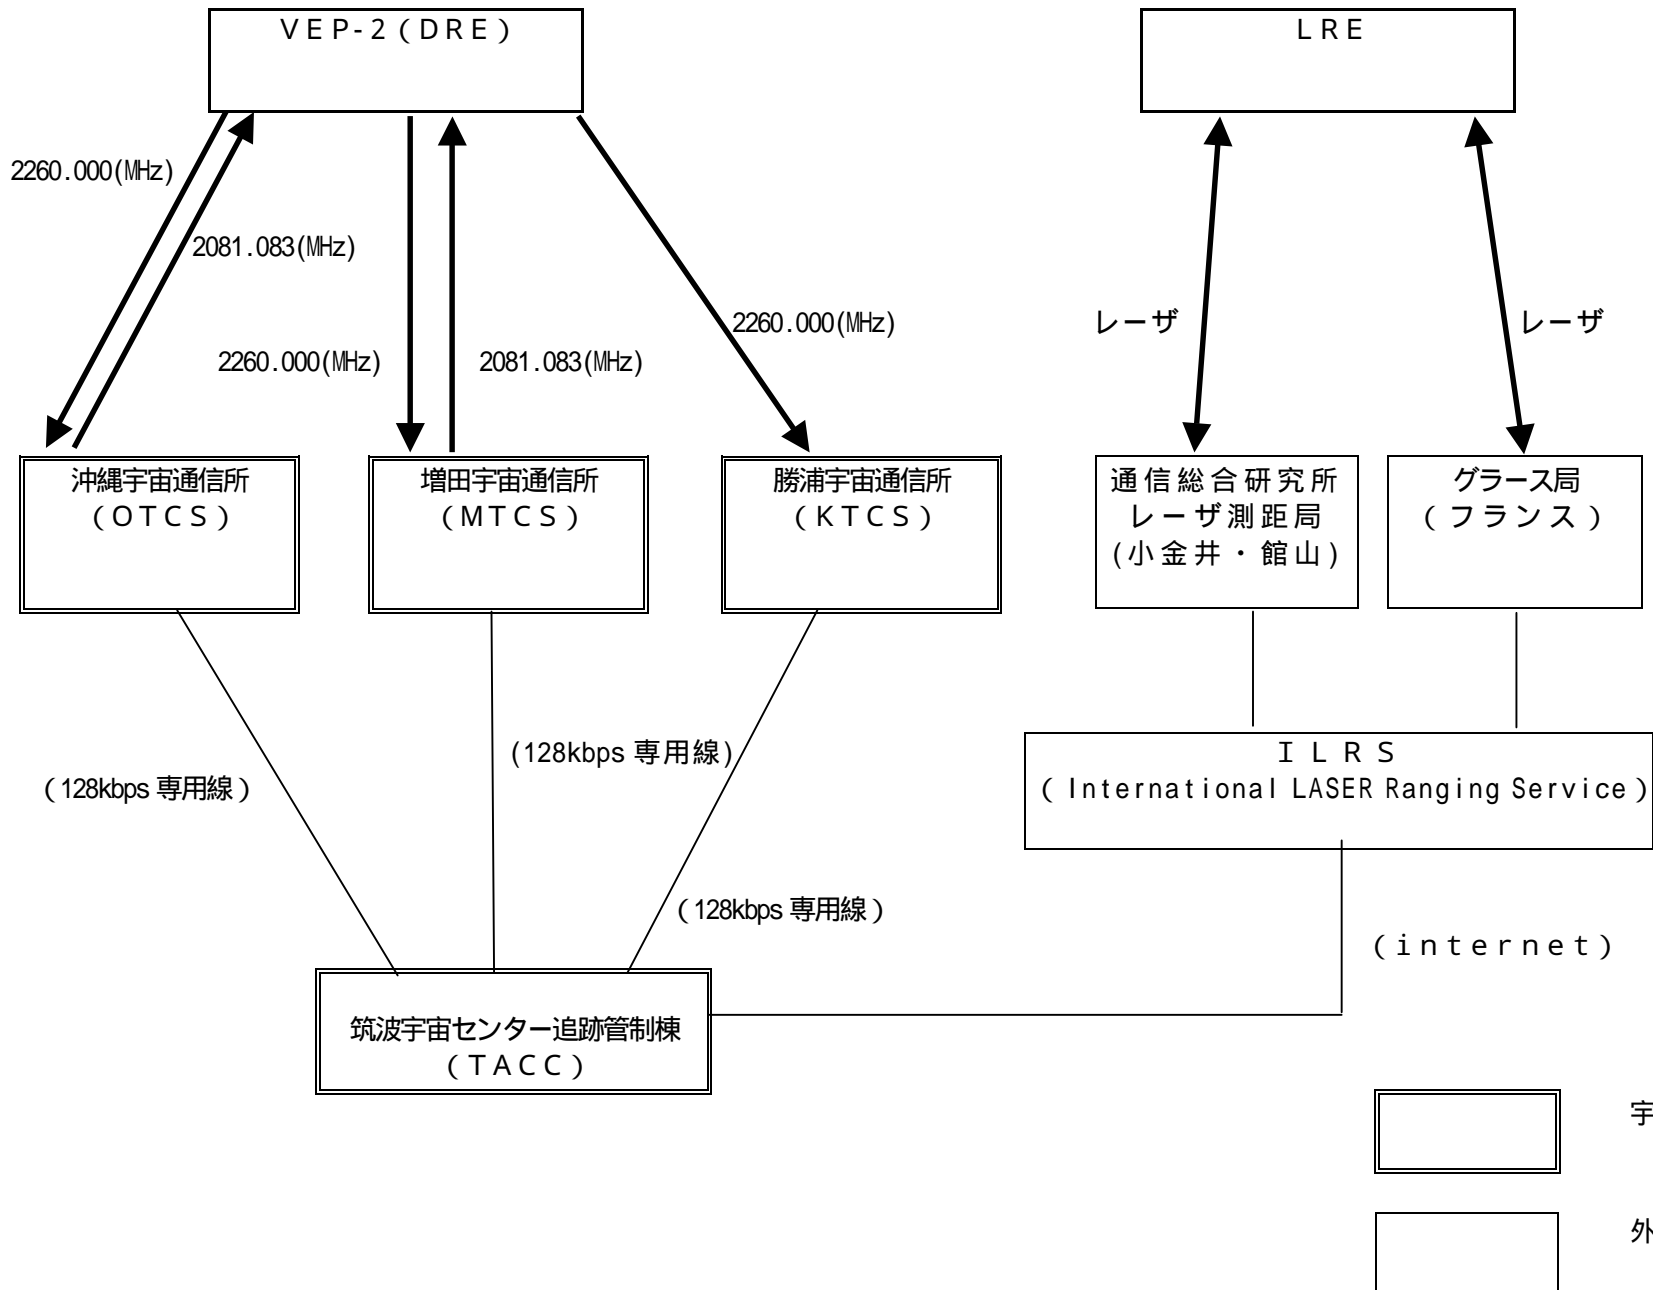 ＶＥＰ-２（ＤＲＥ）
ＬＲＥ
2260.000(MHz)
2081.083(MHz)
2260.000(MHz)
2081.083(MHz)
2260.000(MHz)
レーザ
レーザ
沖縄宇宙通信所
（ＯＴＣＳ）
増田宇宙通信所
（ＭＴＣＳ）
勝浦宇宙通信所
（ＫＴＣＳ）
通信総合研究所
レーザ測距局
(小金井・館山)
グラース局
（フランス）
(128kbps 専用線)
（128kbps 専用線）
（128kbps 専用線）
ＩＬＲＳ
（International LASER Ranging Service）
（internet）
筑波宇宙センター追跡管制棟
（ＴＡＣＣ）
宇
外